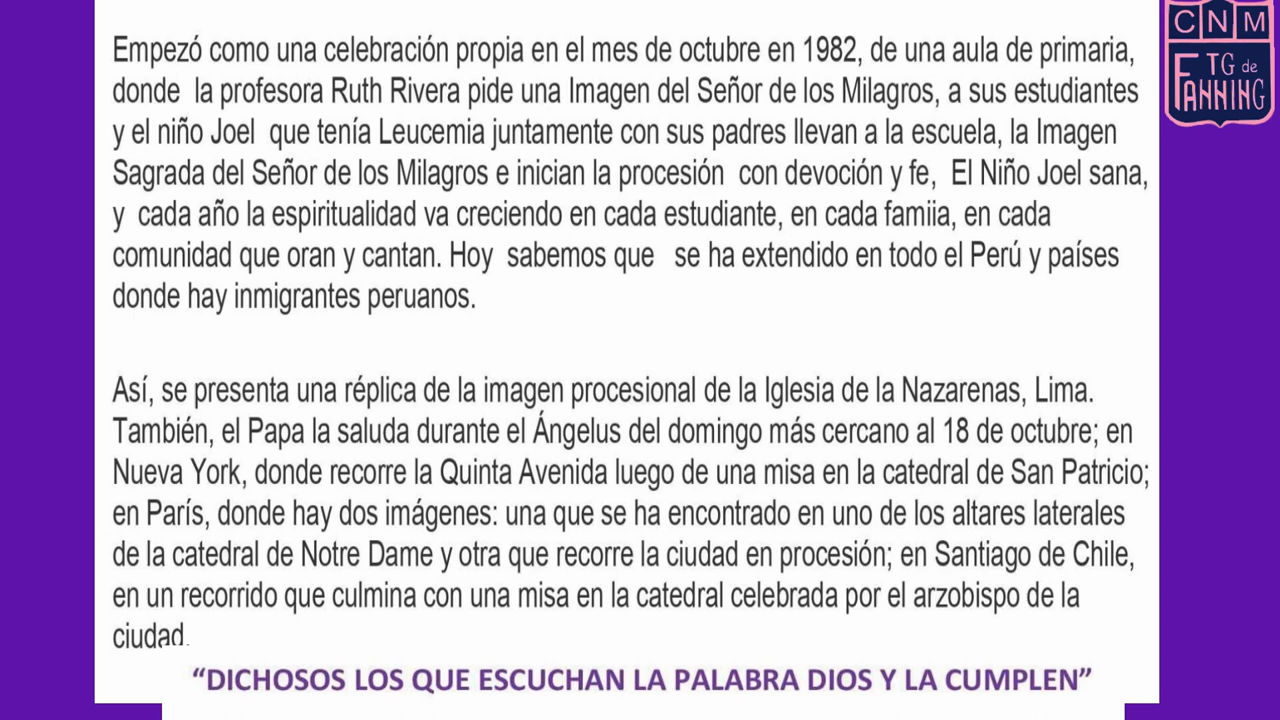 Empezó como una celebración propia en el mes de octubre en 1982, de una aula de primaria,
donde  la profesora Ruth Rivera pide una Imagen del Señor de los Milagros, a sus estudiantes
y el niño Joel  que tenía Leucemia juntamente con sus padres llevan a la escuela, la Imagen
Sagrada del Señor de los Milagros e inician la procesión  con devoción y fe,  El Niño Joel sana,
y  cada año la espiritualidad va creciendo en cada estudiante, en cada famiia, en cada
comunidad que oran y cantan. Hoy  sabemos que   se ha extendido en todo el Perú y países
donde hay inmigrantes peruanos.
Así, se presenta una réplica de la imagen procesional de la Iglesia de la Nazarenas, Lima.
También, el Papa la saluda durante el Ángelus del domingo más cercano al 18 de octubre; en
Nueva York, donde recorre la Quinta Avenida luego de una misa en la catedral de San Patricio;
en París, donde hay dos imágenes: una que se ha encontrado en uno de los altares laterales
de la catedral de Notre Dame y otra que recorre la ciudad en procesión; en Santiago de Chile,
en un recorrido que culmina con una misa en la catedral celebrada por el arzobispo de la
ciudad.
“DICHOSOS LOS QUE ESCUCHAN LA PALABRA DIOS Y LA CUMPLEN”
CNM
TG de
FANNING